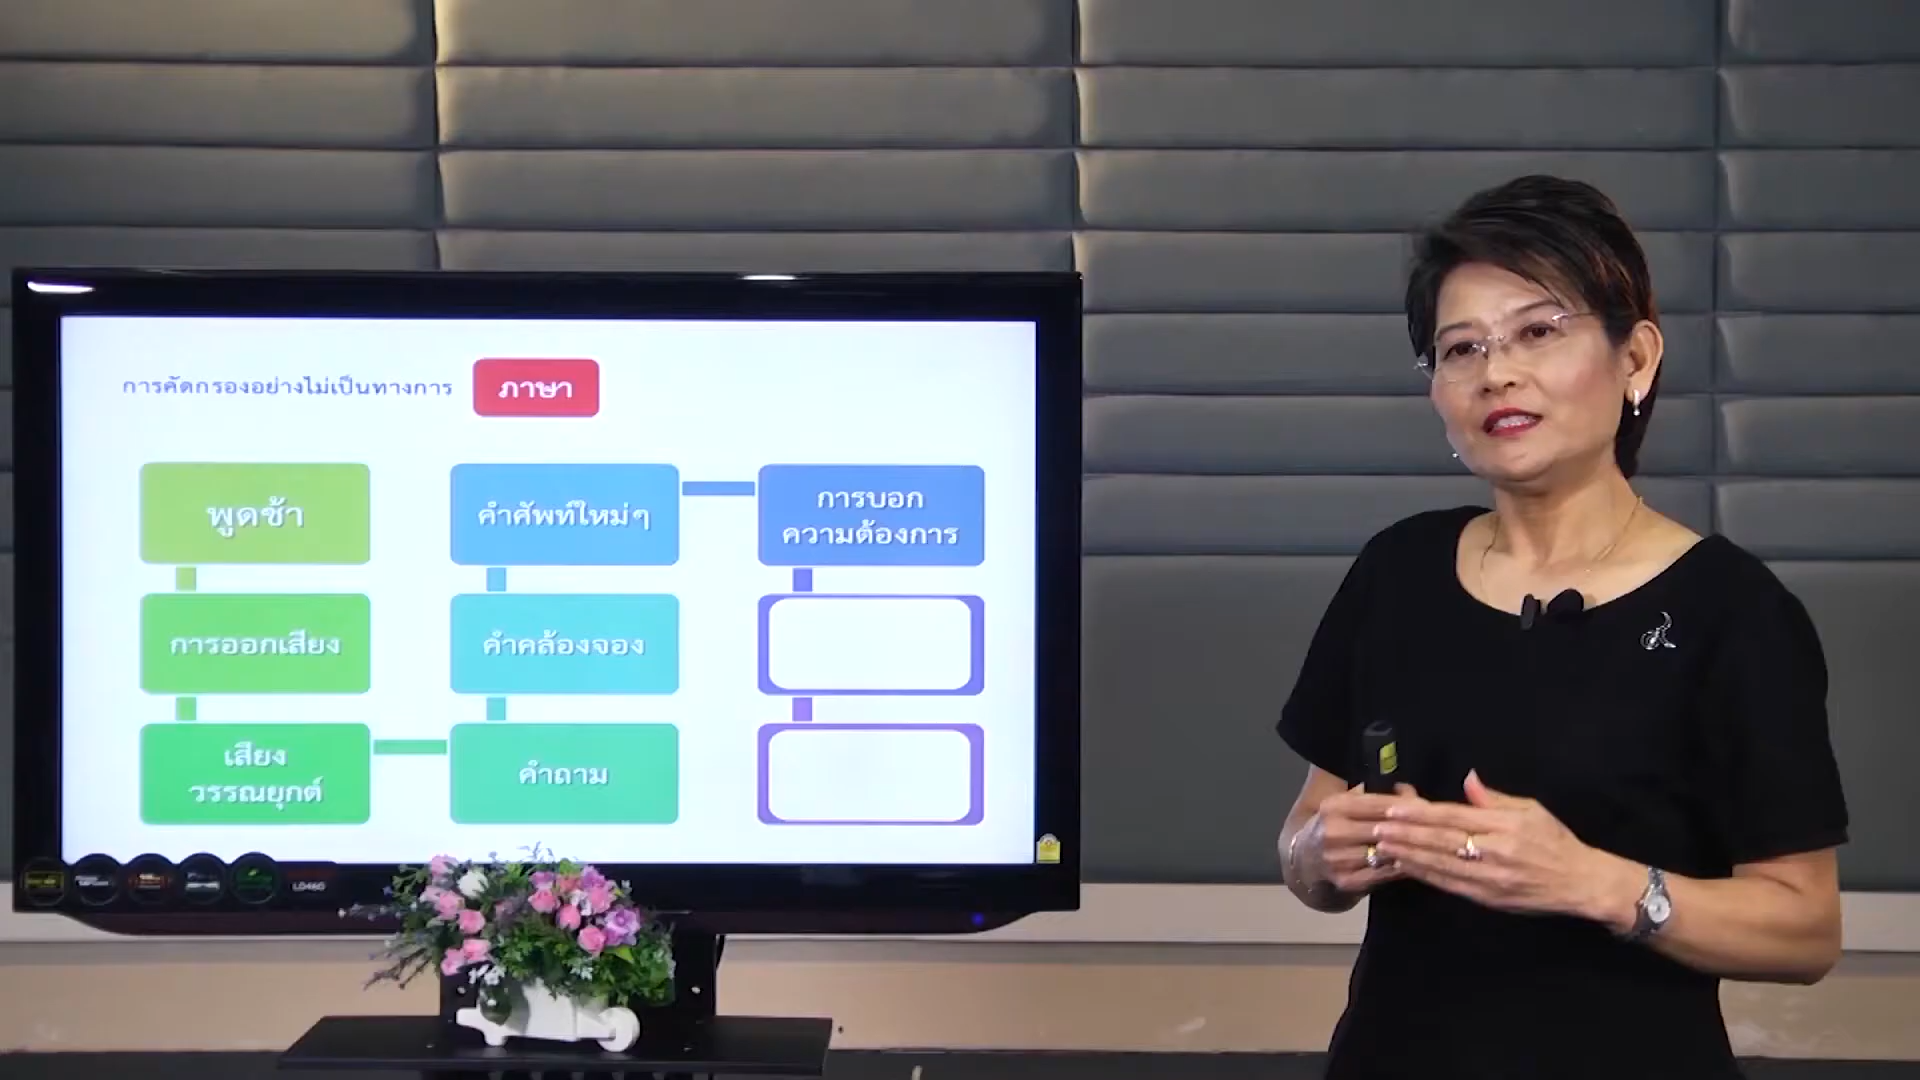 การคัดกรองอย่างไม่เป็นทางการ
ภาษา
พูดช้า
การออกเสียง
เสียง
วรรณยุกต์
คำถาม
คำคล้องจอง
คำศัพท์ใหม่ๆ
การบอก
ความต้องการ